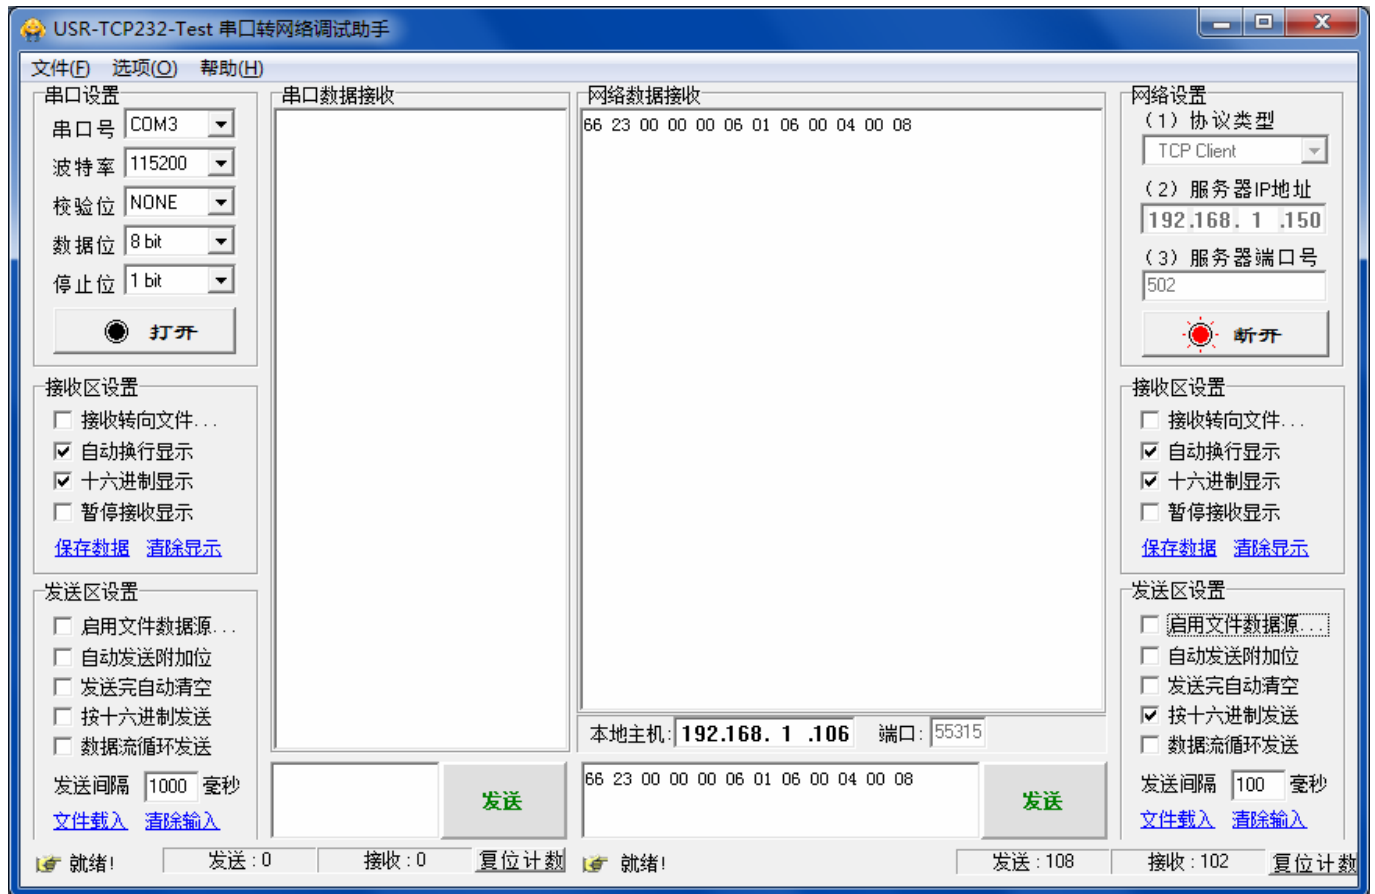 USR-TCP232-Test 串口转网络调试助手
文件(F) 选项(O) 帮助(H)
串口设置
串口号 COM3
波特率 115200
校验位 NONE
数据位 8 bit
停止位 1 bit
打开
接收区设置
接收转向文件...
自动换行显示
十六进制显示
暂停接收显示
保存数据 清除显示
发送区设置
启用文件数据源...
自动发送附加位
发送完自动清空
按十六进制发送
数据流循环发送
发送间隔 1000 毫秒
文件载入 清除输入
串口数据接收
发送
网络数据接收
66 23 00 00 00 06 01 06 00 04 00 08
本地主机: 192.168. 1 .106 端口: 55315
66 23 00 00 00 06 01 06 00 04 00 08
发送
网络设置
(1) 协议类型
TCP Client
(2) 服务器IP地址
192.168. 1 .150
(3) 服务器端口号
502
断开
接收区设置
接收转向文件...
自动换行显示
十六进制显示
暂停接收显示
保存数据 清除显示
发送区设置
启用文件数据源...
自动发送附加位
发送完自动清空
按十六进制发送
数据流循环发送
发送间隔 100 毫秒
文件载入 清除输入
就绪! 发送:0 接收:0 复位计数 就绪! 发送:108 接收:102 复位计数